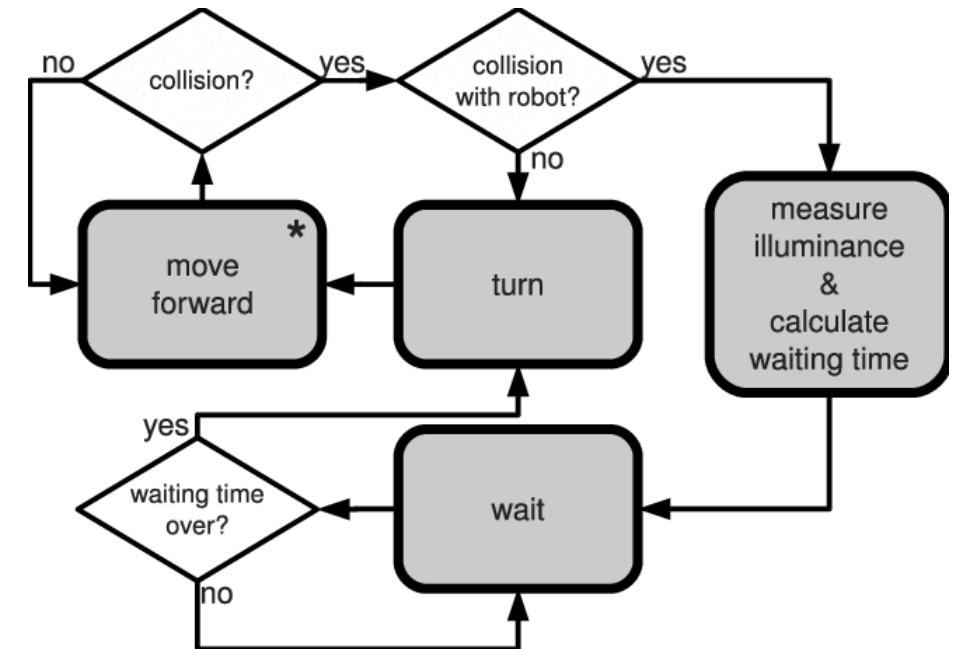 no
collision?
yes
collision
with robot?
yes
no
*
move
forward
turn
measure
illuminance
&
calculate
waiting time
yes
waiting time
over?
wait
no